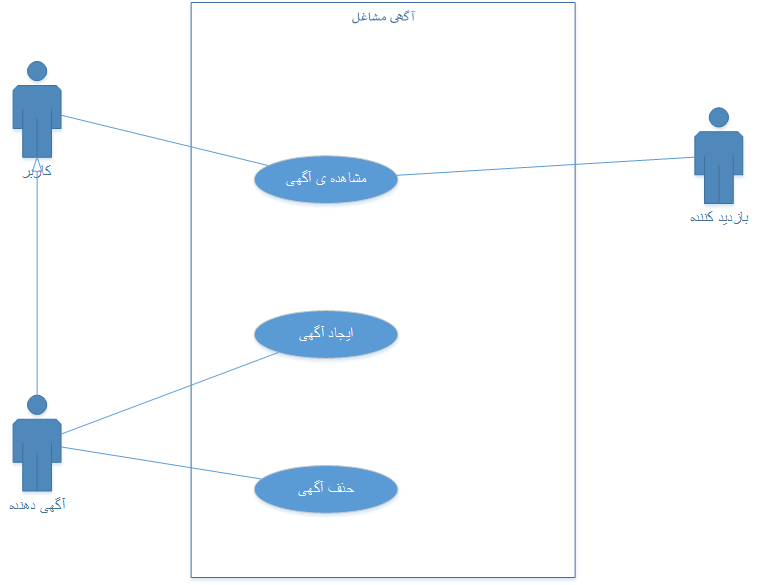 آگهی مشاغل
کاربر
مشاهده ی آگهی
بازدید کننده
ایجاد آگهی
حذف آگهی
آگهی دهنده